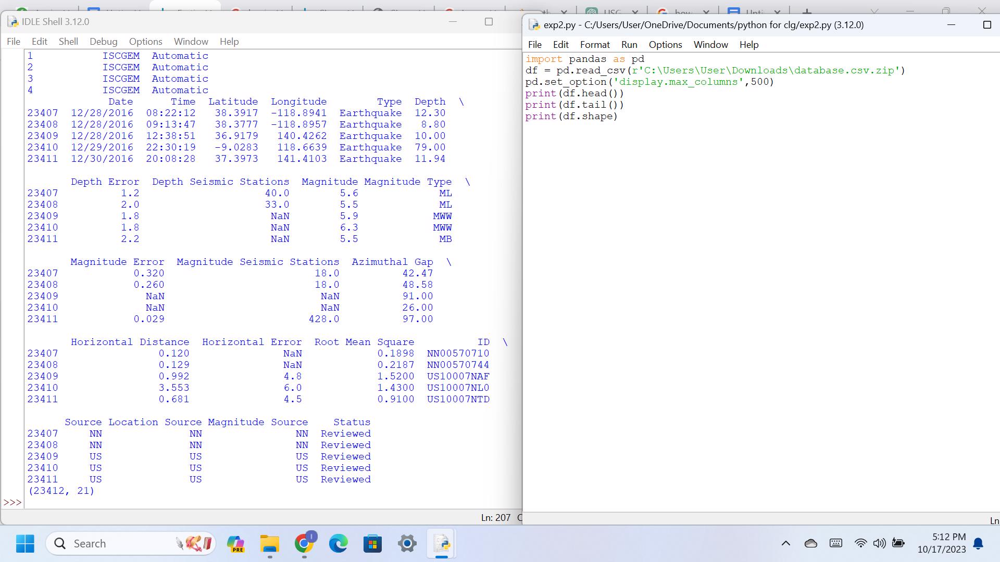 IDLE Shell 3.12.0
File Edit Shell Debug Options Window Help
1            ISCGEM  Automatic
2            ISCGEM  Automatic
3            ISCGEM  Automatic
4            ISCGEM  Automatic
             Date      Time  Latitude  Longitude        Type  Depth  \
23407  12/28/2016  08:22:12   38.3917  -118.8941  Earthquake  12.30
23408  12/28/2016  09:13:47   38.3777  -118.8957  Earthquake   8.80
23409  12/28/2016  12:38:51   36.9179   140.4262  Earthquake  10.00
23410  12/29/2016  22:30:19   -9.0283   118.6639  Earthquake  79.00
23411  12/30/2016  20:08:28   37.3973   141.4103  Earthquake  11.94
       Depth Error  Depth Seismic Stations  Magnitude Magnitude Type  \
23407          1.2                    40.0        5.6             ML
23408          2.0                    33.0        5.5             ML
23409          1.8                     NaN        5.9            MWW
23410          1.8                     NaN        6.3            MWW
23411          2.2                     NaN        5.5             MB
       Magnitude Error  Magnitude Seismic Stations  Azimuthal Gap  \
23407            0.320                        18.0          42.47
23408            0.260                        18.0          48.58
23409              NaN                         NaN          91.00
23410              NaN                         NaN          26.00
23411            0.029                       428.0          97.00
       Horizontal Distance  Horizontal Error  Root Mean Square          ID  \
23407                0.120               NaN            0.1898  NN00570710
23408                0.129               NaN            0.2187  NN00570744
23409                0.992               4.8            1.5200  US10007NAF
23410                3.553               6.0            1.4300  US10007NL0
23411                0.681               4.5            0.9100  US10007NTD
      Source Location Source Magnitude Source    Status
23407     NN              NN               NN  Reviewed
23408     NN              NN               NN  Reviewed
23409     US              US               US  Reviewed
23410     US              US               US  Reviewed
23411     US              US               US  Reviewed
(23412, 21)
>>>
Ln: 207
exp2.py - C:/Users/User/OneDrive/Documents/python for clg/exp2.py (3.12.0)
File Edit Format Run Options Window Help
import pandas as pd
df = pd.read_csv(r'C:\Users\User\Downloads\database.csv.zip')
pd.set_option('display.max_columns',500)
print(df.head())
print(df.tail())
print(df.shape)
Ln
Search
PRE
5:12 PM
10/17/2023